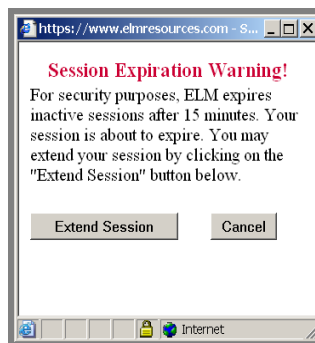 https://www.elmresources.com - S...
Session Expiration Warning!
For security purposes, ELM expires
inactive sessions after 15 minutes. Your
session is about to expire. You may
extend your session by clicking on the
"Extend Session" button below.
Extend Session Cancel
Internet